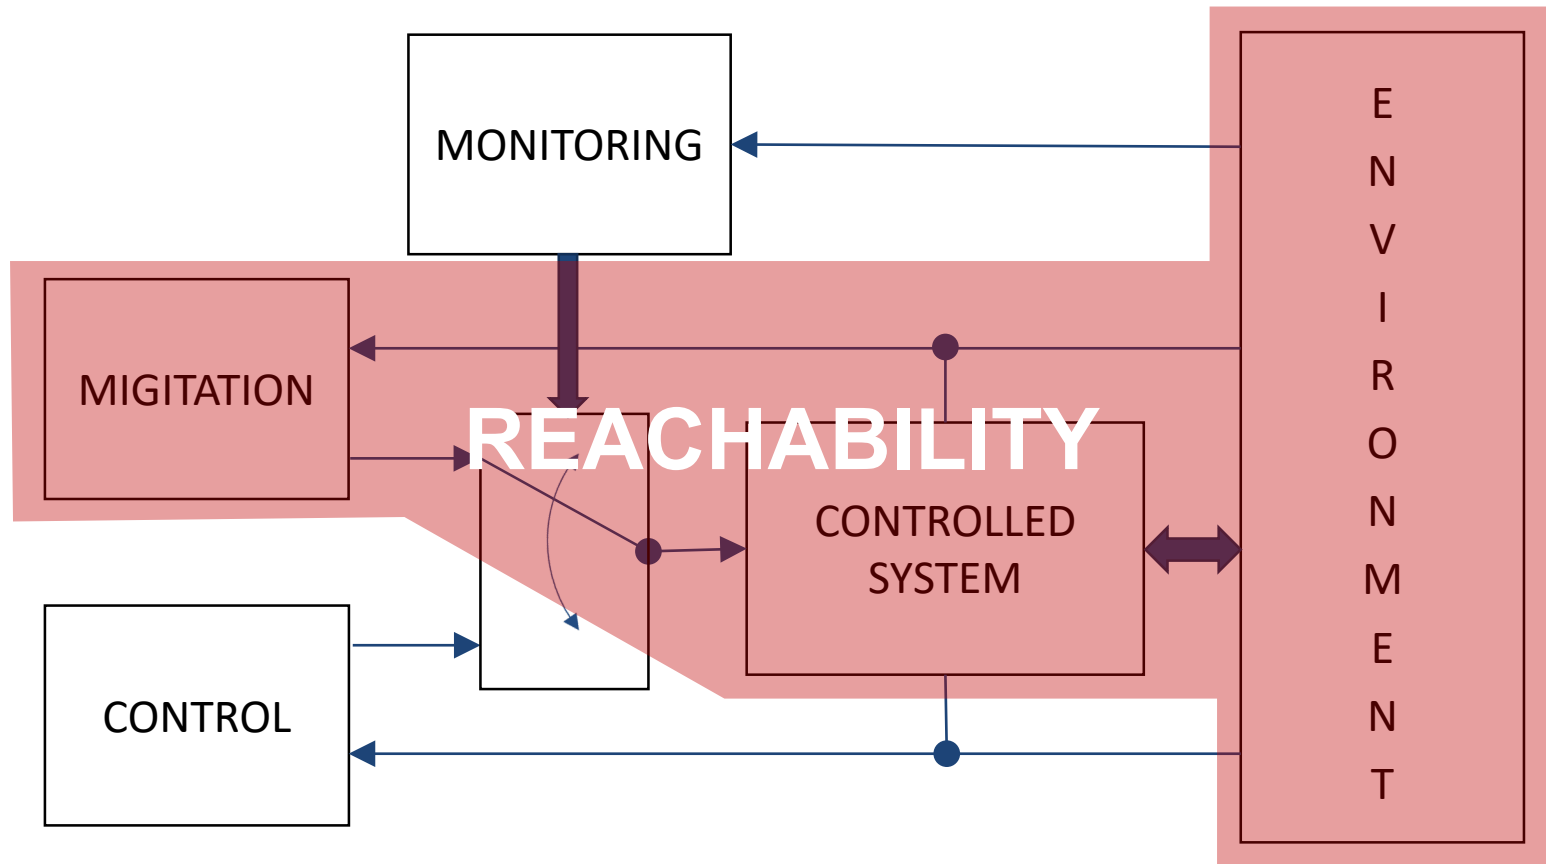 MONITORING
MIGITATION
REACHABILITY
CONTROLLED
SYSTEM
CONTROL
E
N
V
I
R
O
N
M
E
N
T